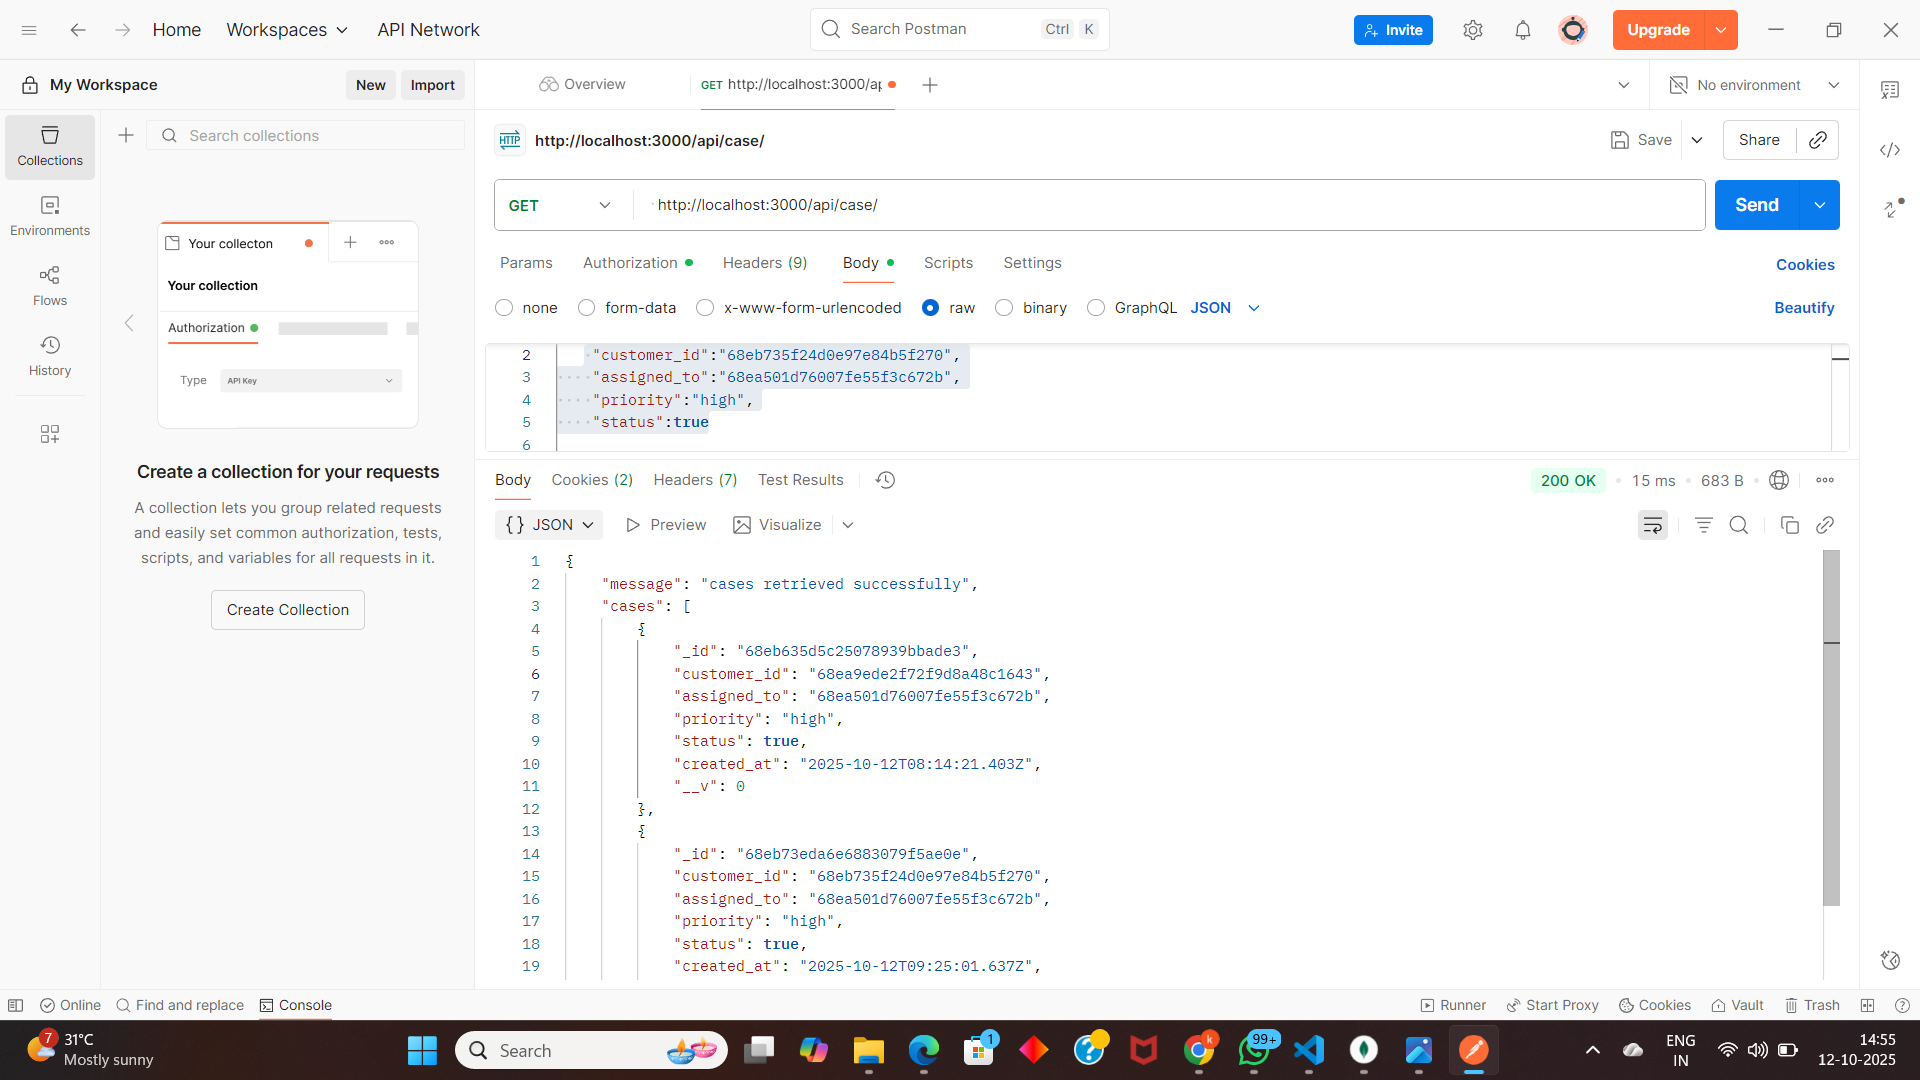 Home
Workspaces
API Network
Search Postman
Ctrl K
Invite
Upgrade
My Workspace
New
Import
Overview
GET http://localhost:3000/ap
No environment
Collections
Environments
Flows
History
Search collections
http://localhost:3000/api/case/
Save
Share
GET
http://localhost:3000/api/case/
Send
Params
Authorization
Headers (9)
Body
Scripts
Settings
Cookies
none
form-data
x-www-form-urlencoded
raw
binary
GraphQL
JSON
Beautify
Your collecton
Your collection
Authorization
Type
API Key
Create a collection for your requests
A collection lets you group related requests
and easily set common authorization, tests,
scripts, and variables for all requests in it.
Create Collection
2 "customer_id":"68eb735f24d0e97e84b5f270",
3 "assigned_to":"68ea501d76007fe55f3c672b",
4 "priority":"high",
5 "status":true
6
Body
Cookies (2)
Headers (7)
Test Results
200 OK
15 ms
683 B
{} JSON
Preview
Visualize
1 {
2 "message": "cases retrieved successfully",
3 "cases": [
4 {
5 "_id": "68eb635d5c25078939bbade3",
6 "customer_id": "68ea9ede2f72f9d8a48c1643",
7 "assigned_to": "68ea501d76007fe55f3c672b",
8 "priority": "high",
9 "status": true,
10 "created_at": "2025-10-12T08:14:21.403Z",
11 "__v": 0
12 },
13 {
14 "_id": "68eb73eda6e6883079f5ae0e",
15 "customer_id": "68eb735f24d0e97e84b5f270",
16 "assigned_to": "68ea501d76007fe55f3c672b",
17 "priority": "high",
18 "status": true,
19 "created_at": "2025-10-12T09:25:01.637Z",
Online
Find and replace
Console
Runner
Start Proxy
Cookies
Vault
Trash
7
31°C
Mostly sunny
Search
1
k
99+
ENG
IN
14:55
12-10-2025